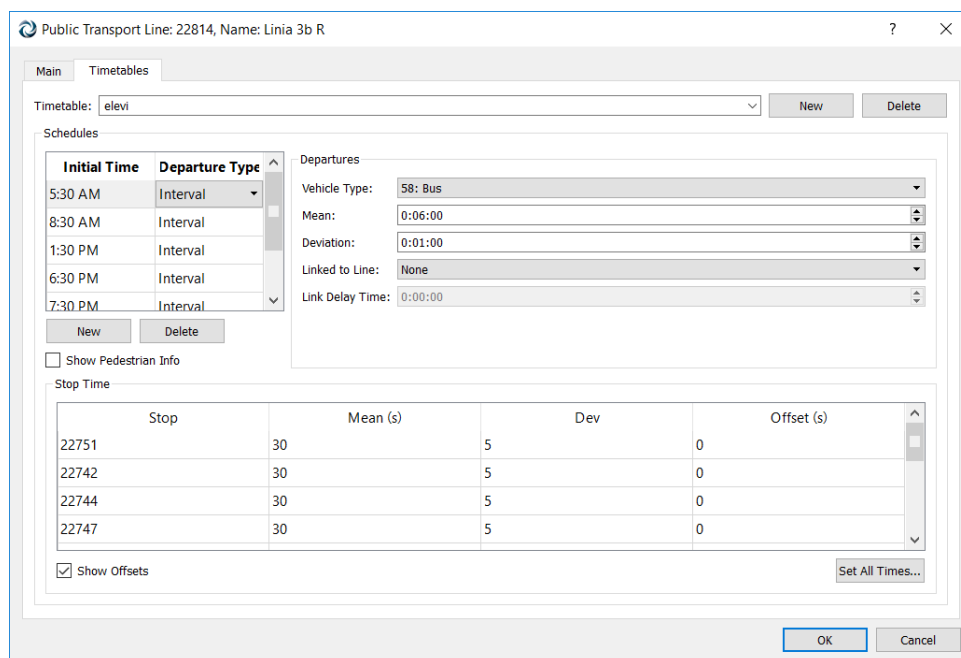 Public Transport Line: 22814, Name: Linia 3b R ?
Main Timetables
Timetable: elevi New Delete
Schedules
Initial Time Departure Type
5:30 AM Interval
8:30 AM Interval
1:30 PM Interval
6:30 PM Interval
7:30 PM Interval
New Delete
Show Pedestrian Info
Departures
Vehicle Type: 58: Bus
Mean: 0:06:00
Deviation: 0:01:00
Linked to Line: None
Link Delay Time: 0:00:00
Stop Time
Stop Mean (s) Dev Offset (s)
22751 30 5 0
22742 30 5 0
22744 30 5 0
22747 30 5 0
Show Offsets Set All Times...
OK Cancel